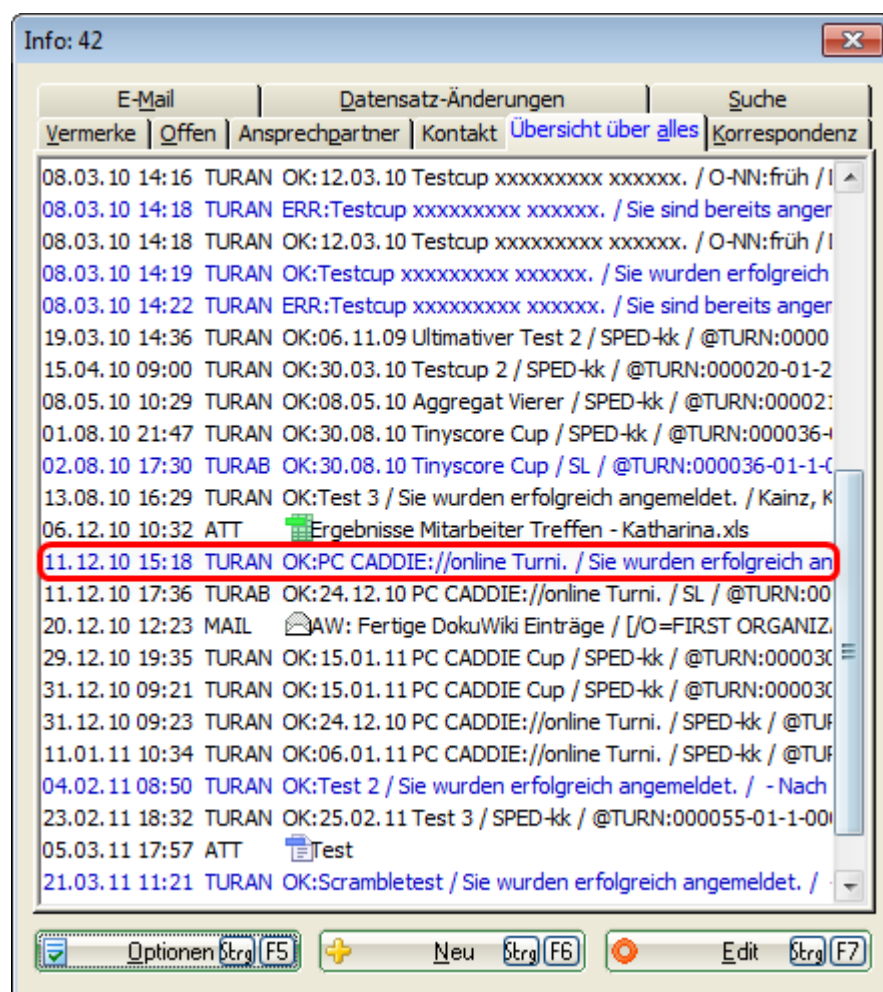 Info: 42
E-Mail Datensatz-Änderungen Suche
Vermerke Offen Ansprechpartner Kontakt Übersicht über alles Korrespondenz
08.03.10 14:16 TURAN OK:12.03.10 Testcup xxxxxxxxx xxxxxx. / O-NN:früh /
08.03.10 14:18 TURAN ERR:Testcup xxxxxxxxx xxxxxx. / Sie sind bereits anger
08.03.10 14:18 TURAN OK:12.03.10 Testcup xxxxxxxxx xxxxxx. / O-NN:früh /
08.03.10 14:19 TURAN OK:Testcup xxxxxxxxx xxxxxx. / Sie wurden erfolgreich
08.03.10 14:22 TURAN ERR:Testcup xxxxxxxxx xxxxxx. / Sie sind bereits anger
19.03.10 14:36 TURAN OK:06.11.09 Ultimativer Test 2 / SPED-kk / @TURN:0000
15.04.10 09:00 TURAN OK:30.03.10 Testcup 2 / SPED-kk / @TURN:000020-01-2
08.05.10 10:29 TURAN OK:08.05.10 Aggregat Vierer / SPED-kk / @TURN:000021
01.08.10 21:47 TURAN OK:30.08.10 Tinyscore Cup / SPED-kk / @TURN:000036-
02.08.10 17:30 TURAB OK:30.08.10 Tinyscore Cup / SL / @TURN:000036-01-1-0
13.08.10 16:29 TURAN OK:Test 3 / Sie wurden erfolgreich angemeldet. / Kainz, K
06.12.10 10:32 ATT Ergebnisse Mitarbeiter Treffen - Katharina.xls
11.12.10 15:18 TURAN OK:PC CADDIE://online Turni. / Sie wurden erfolgreich an
11.12.10 17:36 TURAB OK:24.12.10 PC CADDIE://online Turni. / SL / @TURN:00
20.12.10 12:23 MAIL AW: Fertige DokuWiki Einträge / [/O=FIRST ORGANIZ
29.12.10 19:35 TURAN OK:15.01.11 PC CADDIE Cup / SPED-kk / @TURN:000030
31.12.10 09:21 TURAN OK:15.01.11 PC CADDIE Cup / SPED-kk / @TURN:000030
31.12.10 09:23 TURAN OK:24.12.10 PC CADDIE://online Turni. / SPED-kk / @TUR
11.01.11 10:34 TURAN OK:06.01.11 PC CADDIE://online Turni. / SPED-kk / @TUR
04.02.11 08:50 TURAN OK:Test 2 / Sie wurden erfolgreich angemeldet. / - Nach
23.02.11 18:32 TURAN OK:25.02.11 Test 3 / SPED-kk / @TURN:000055-01-1-00
05.03.11 17:57 ATT Test
21.03.11 11:21 TURAN OK:Scrambletest / Sie wurden erfolgreich angemeldet. /
Optionen Strg F5 Neu Strg F6 Edit Strg F7